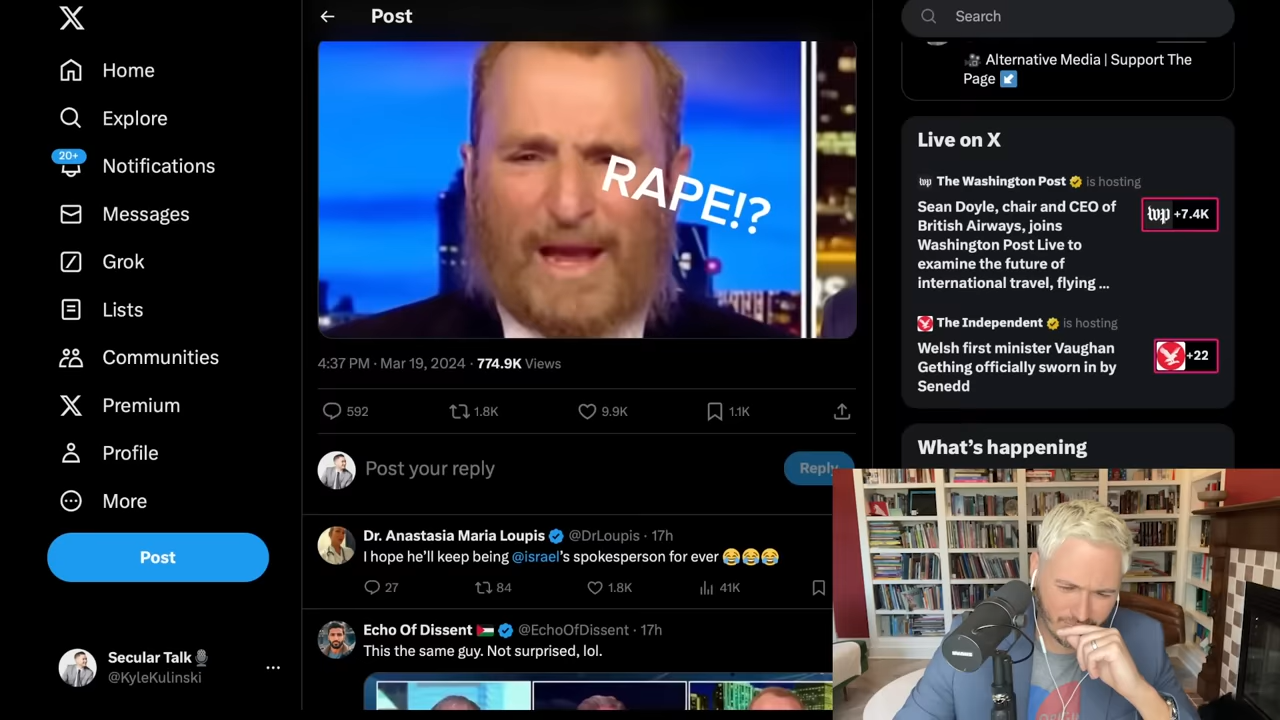 Home
Explore
20+
Notifications
Messages
Grok
Lists
Communities
Premium
Profile
More
Post
Secular Talk
@KyleKulinski
Post
RAPE!?
4:37 PM · Mar 19, 2024 · 774.9K Views
592
1.8K
9.9K
1.1K
Post your reply
Reply
Dr. Anastasia Maria Loupis @DrLoupis · 17h
I hope he'll keep being @israel's spokesperson for ever 😂😂😂
27
84
1.8K
41K
Echo Of Dissent 🇵🇸 @EchoOfDissent · 17h
This the same guy. Not surprised, lol.
Search
🎥 Alternative Media | Support The
Page ↙️
Live on X
wp The Washington Post is hosting
Sean Doyle, chair and CEO of
British Airways, joins
Washington Post Live to
examine the future of
international travel, flying ...
wp +7.4K
The Independent is hosting
Welsh first minister Vaughan
Gething officially sworn in by
Senedd
+22
What's happening